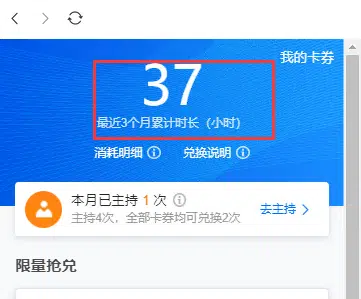 我的卡券
37
最近3个月累计时长（小时）
消耗明细 兑换说明
本月已主持 1 次
主持4次，全部卡券均可兑换2次
去主持
限量抢兑